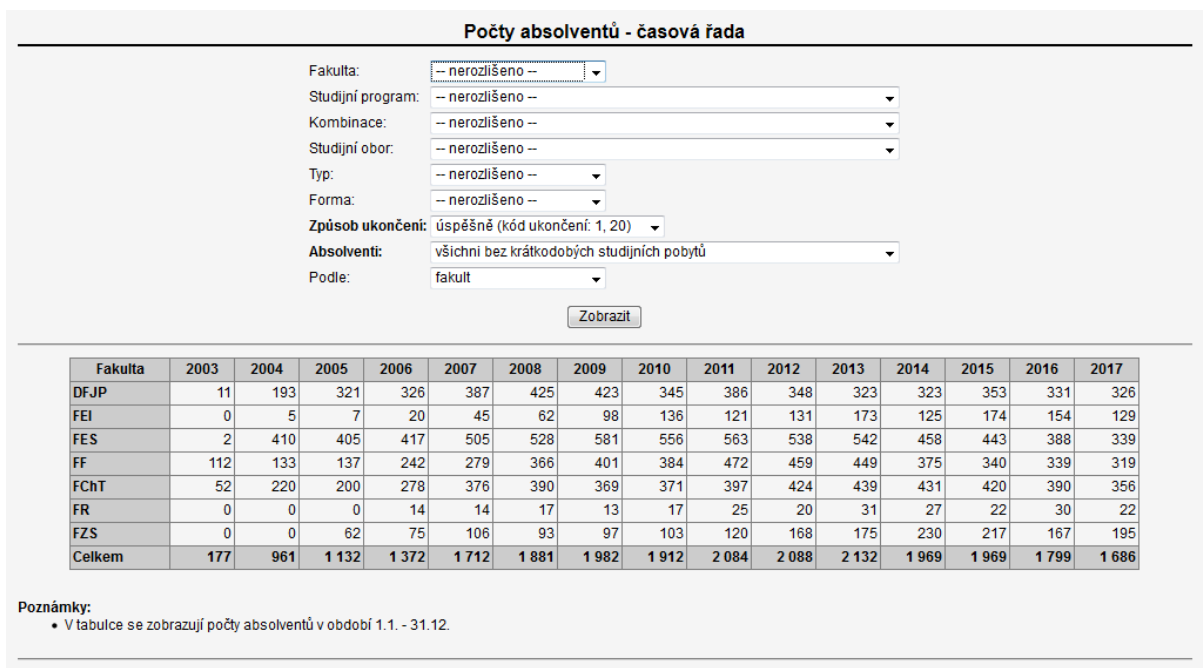 Počty absolventů - časová řada
Fakulta: -- nerozlišeno --
Studijní program: -- nerozlišeno --
Kombinace: -- nerozlišeno --
Studijní obor: -- nerozlišeno --
Typ: -- nerozlišeno --
Forma: -- nerozlišeno --
Způsob ukončení: úspěšně (kód ukončení: 1, 20)
Absolventi: všichni bez krátkodobých studijních pobytů
Podle: fakult
Zobrazit
Fakulta 2003 2004 2005 2006 2007 2008 2009 2010 2011 2012 2013 2014 2015 2016 2017
DFJP 11 193 321 326 387 425 423 345 386 348 323 323 353 331 326
FEI 0 5 7 20 45 62 98 136 121 131 173 125 174 154 129
FES 2 410 405 417 505 528 581 556 563 538 542 458 443 388 339
FF 112 133 137 242 279 366 401 384 472 459 449 375 340 339 319
FChT 52 220 200 278 376 390 369 371 397 424 439 431 420 390 356
FR 0 0 0 14 14 17 13 17 25 20 31 27 22 30 22
FZS 0 0 62 75 106 93 97 103 120 168 175 230 217 167 195
Celkem 177 961 1 132 1 372 1 712 1 881 1 982 1 912 2 084 2 088 2 132 1 969 1 969 1 799 1 686
Poznámky:
• V tabulce se zobrazují počty absolventů v období 1.1. - 31.12.